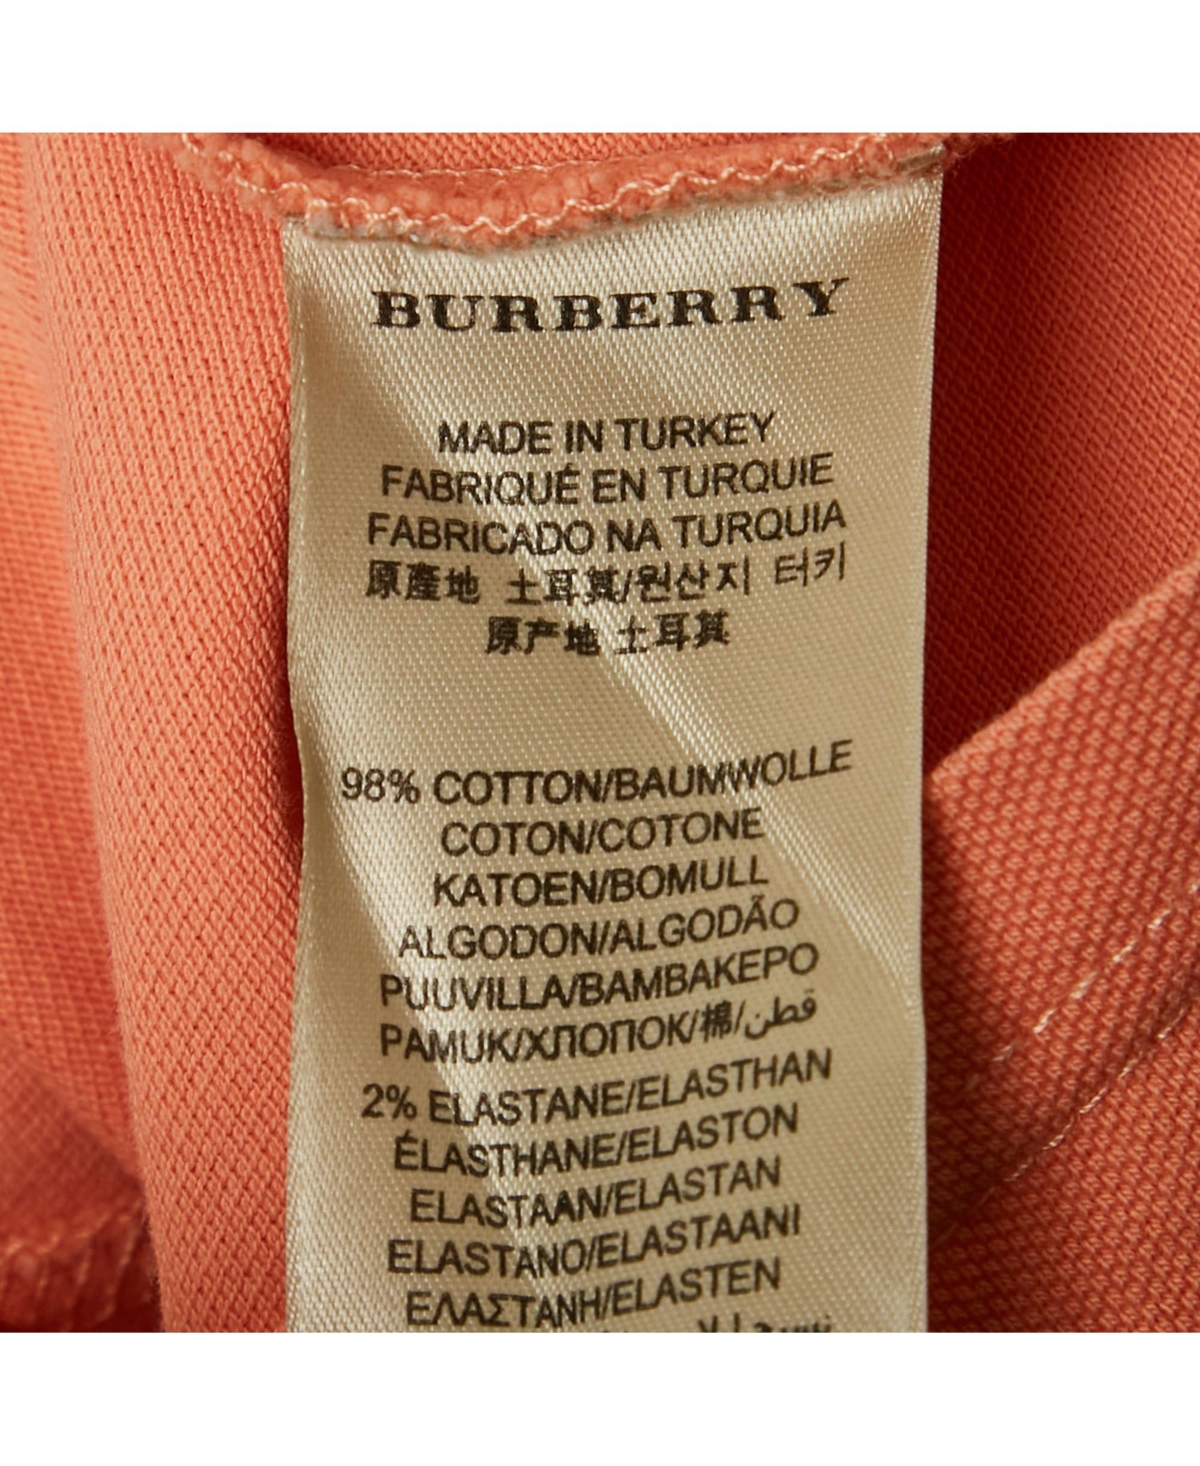 BURBERRY
MADE IN TURKEY
FABRIQUÉ EN TURQUIE
FABRICADO NA TURQUIA
原產地 土耳其/원산지 터키
原产地 土耳其
98% COTTON/BAUMWOLLE
COTON/COTONE
KATOEN/BOMULL
ALGODON/ALGODÃO
PUUVILLA/BAMBAKEPO
PAMUK/ХЛОПОК/棉/قطن
2% ELASTANE/ELASTHAN
ÉLASTHANE/ELASTON
ELASTAAN/ELASTAN
ELASTANO/ELASTAANI
ΕΛΑΣΤΑΝΗ/ELASTEN